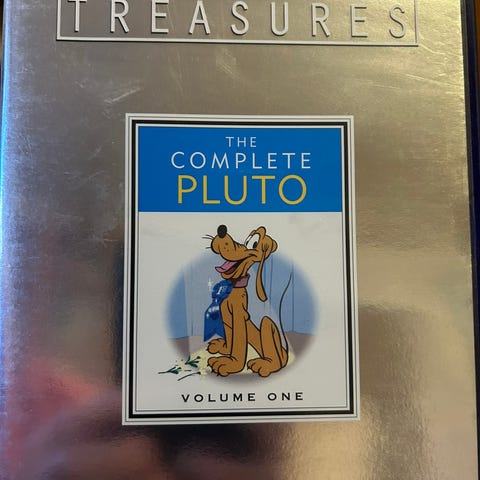 TREASURES
THE
COMPLETE
PLUTO
VOLUME ONE